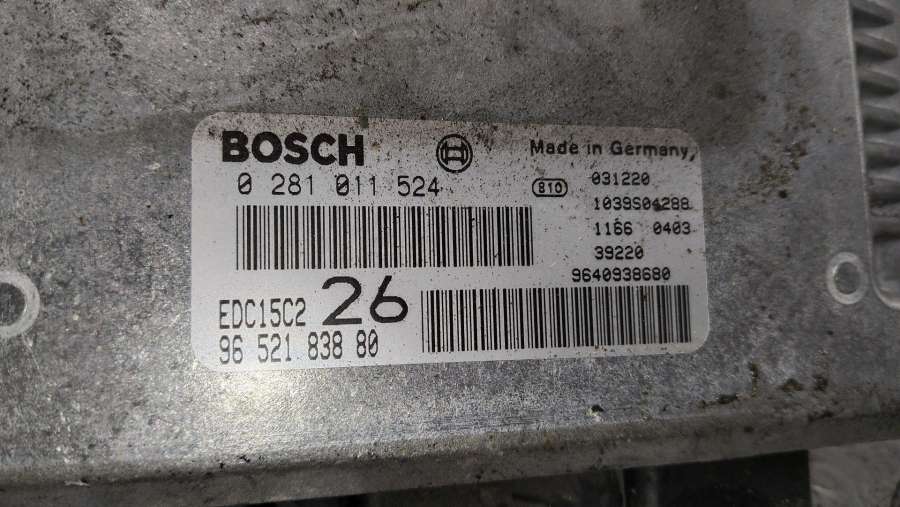 BOSCH
Made in Germany,
0 281 011 524
810
031220
1039S04288
1166 0403
39220
9640938680
EDC15C2
26
96 521 838 80